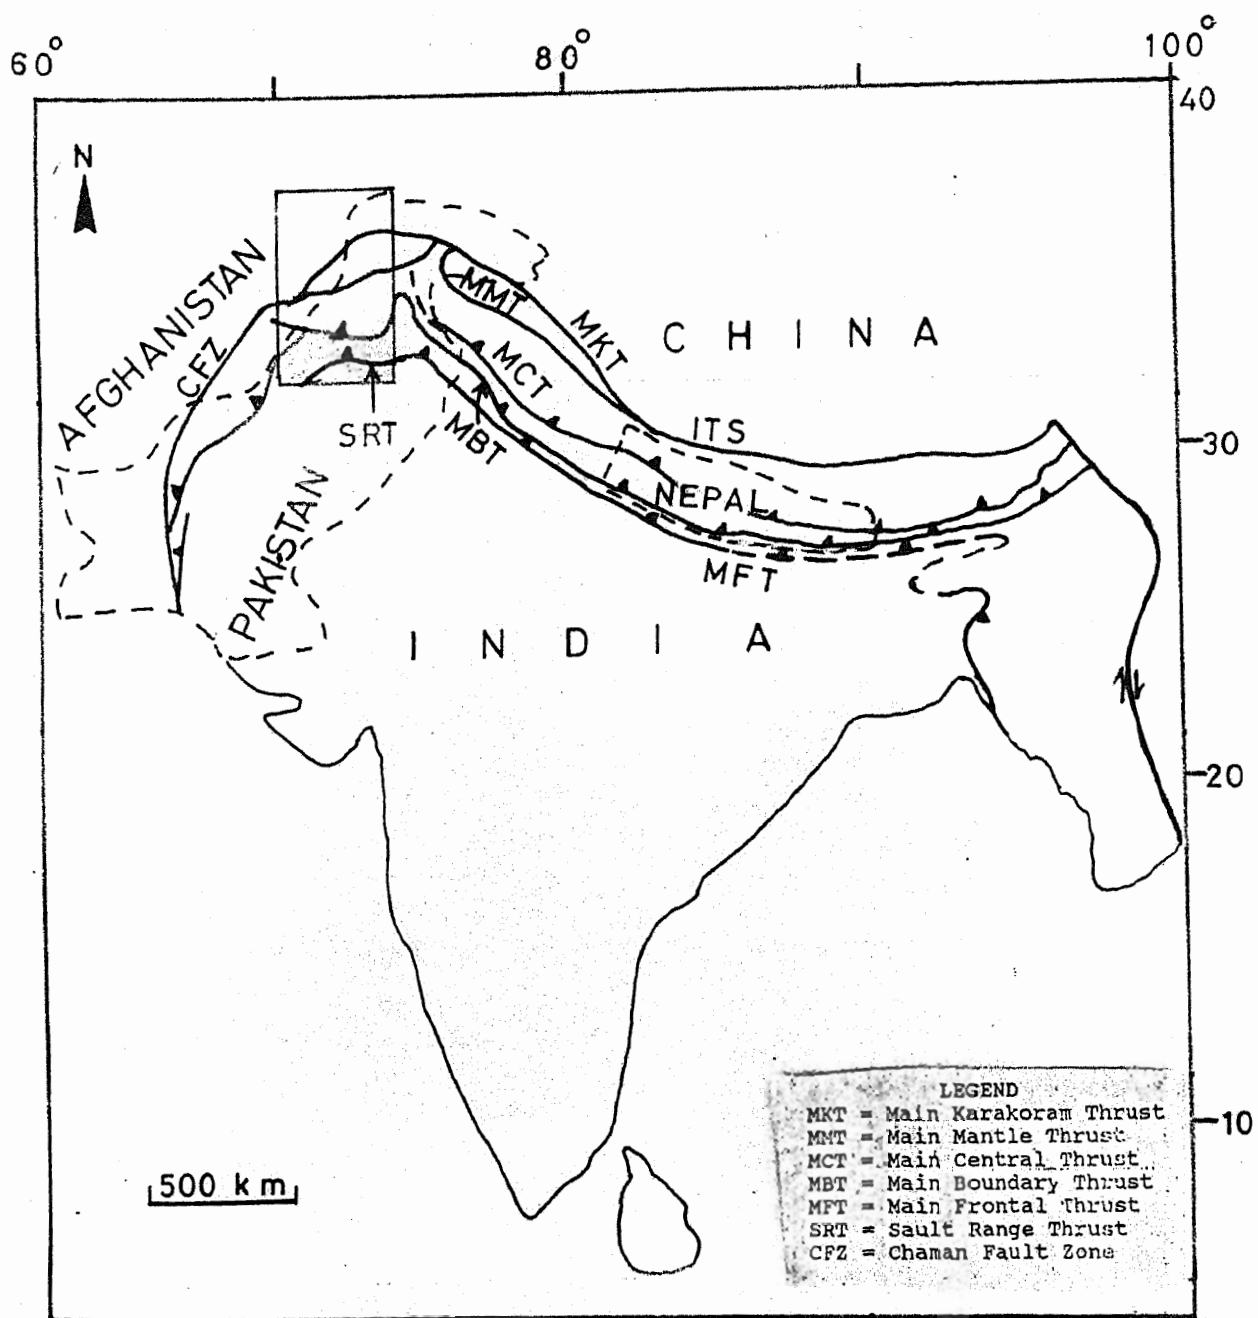 60° 80° 100°
40
N
AFGHANISTAN
CFZ
MMT
MKT
CHINA
MCT
SRT
MBT
ITS
30
NEPAL
PAKISTAN
MFT
INDIA
20
10
500 km
LEGEND
MKT = Main Karakoram Thrust
MMT = Main Mantle Thrust
MCT = Main Central Thrust
MBT = Main Boundary Thrust
MFT = Main Frontal Thrust
SRT = Sault Range Thrust
CFZ = Chaman Fault Zone